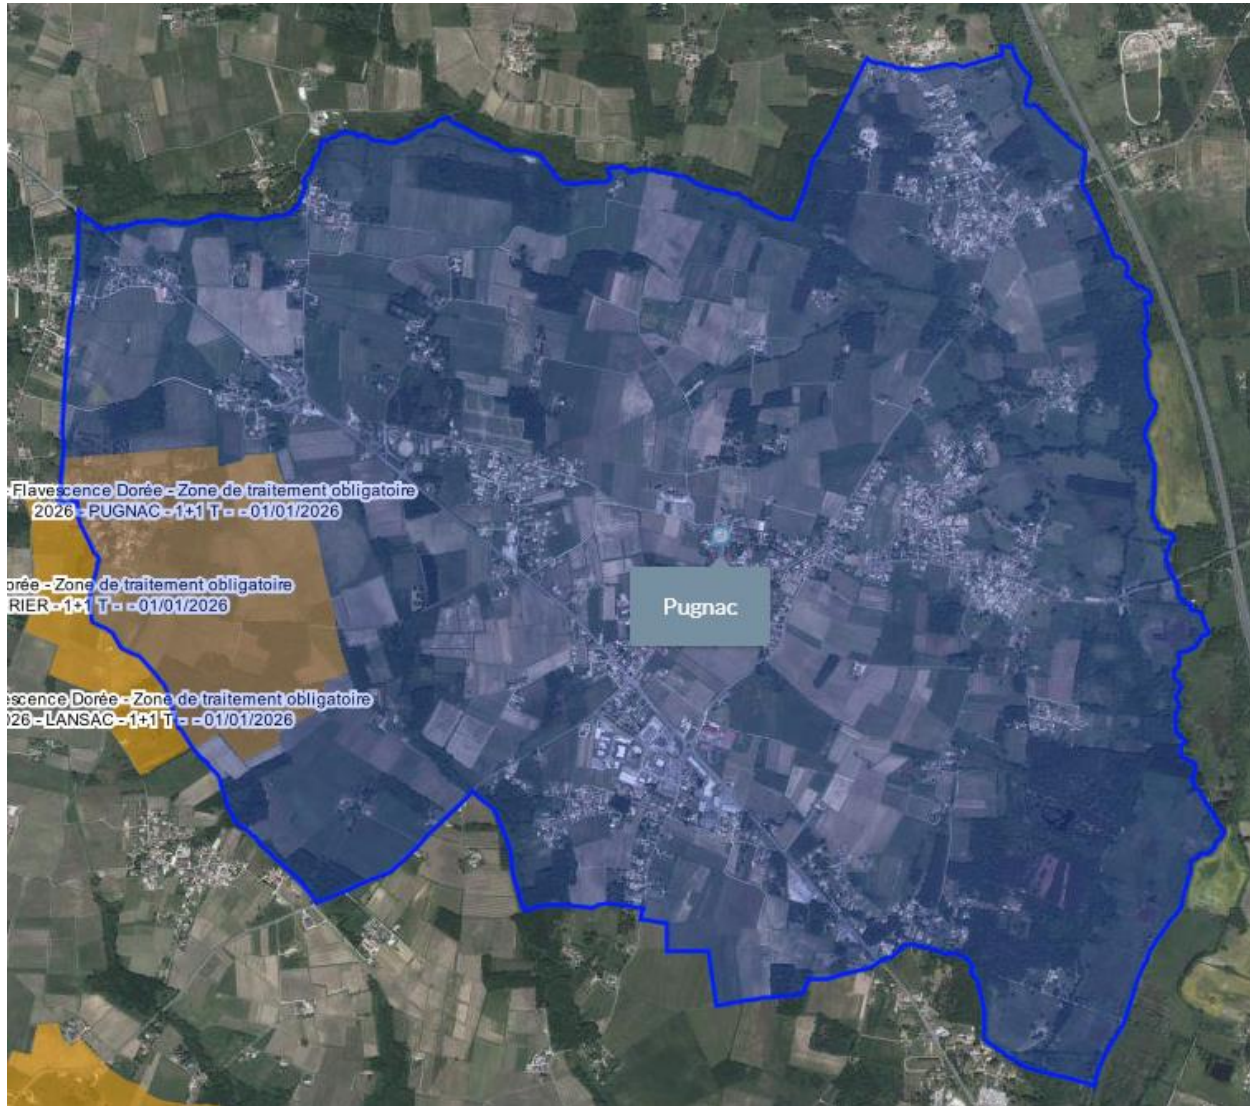 Flavescence Dorée - Zone de traitement obligatoire
2026 - PUGNAC - 1+1 T - - 01/01/2026
orée - Zone de traitement obligatoire
RIER - 1+1 T - - 01/01/2026
Pugnac
escence Dorée - Zone de traitement obligatoire
026 - LANSAC - 1+1 T - - 01/01/2026